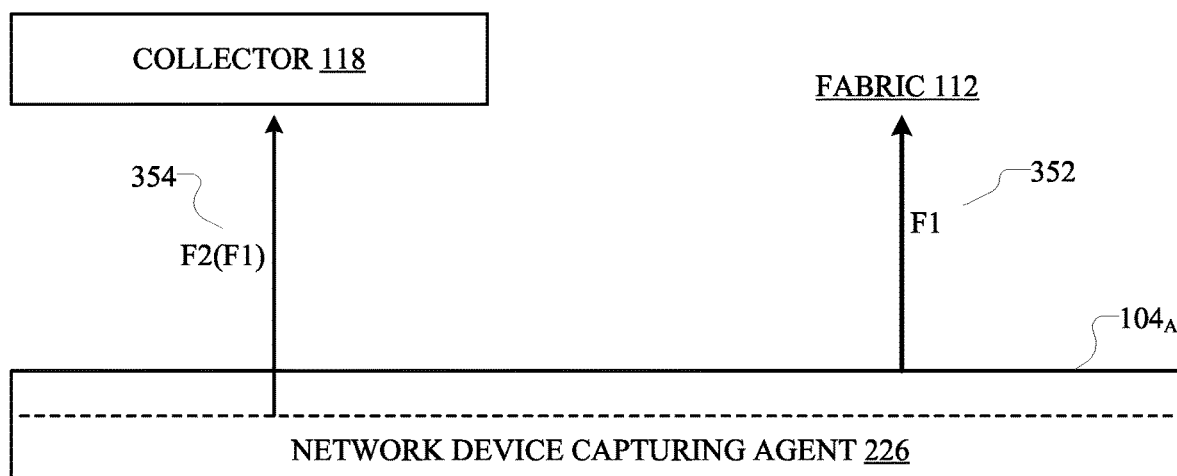 COLLECTOR 118
FABRIC 112
354
352
F1
F2(F1)
104A
NETWORK DEVICE CAPTURING AGENT 226